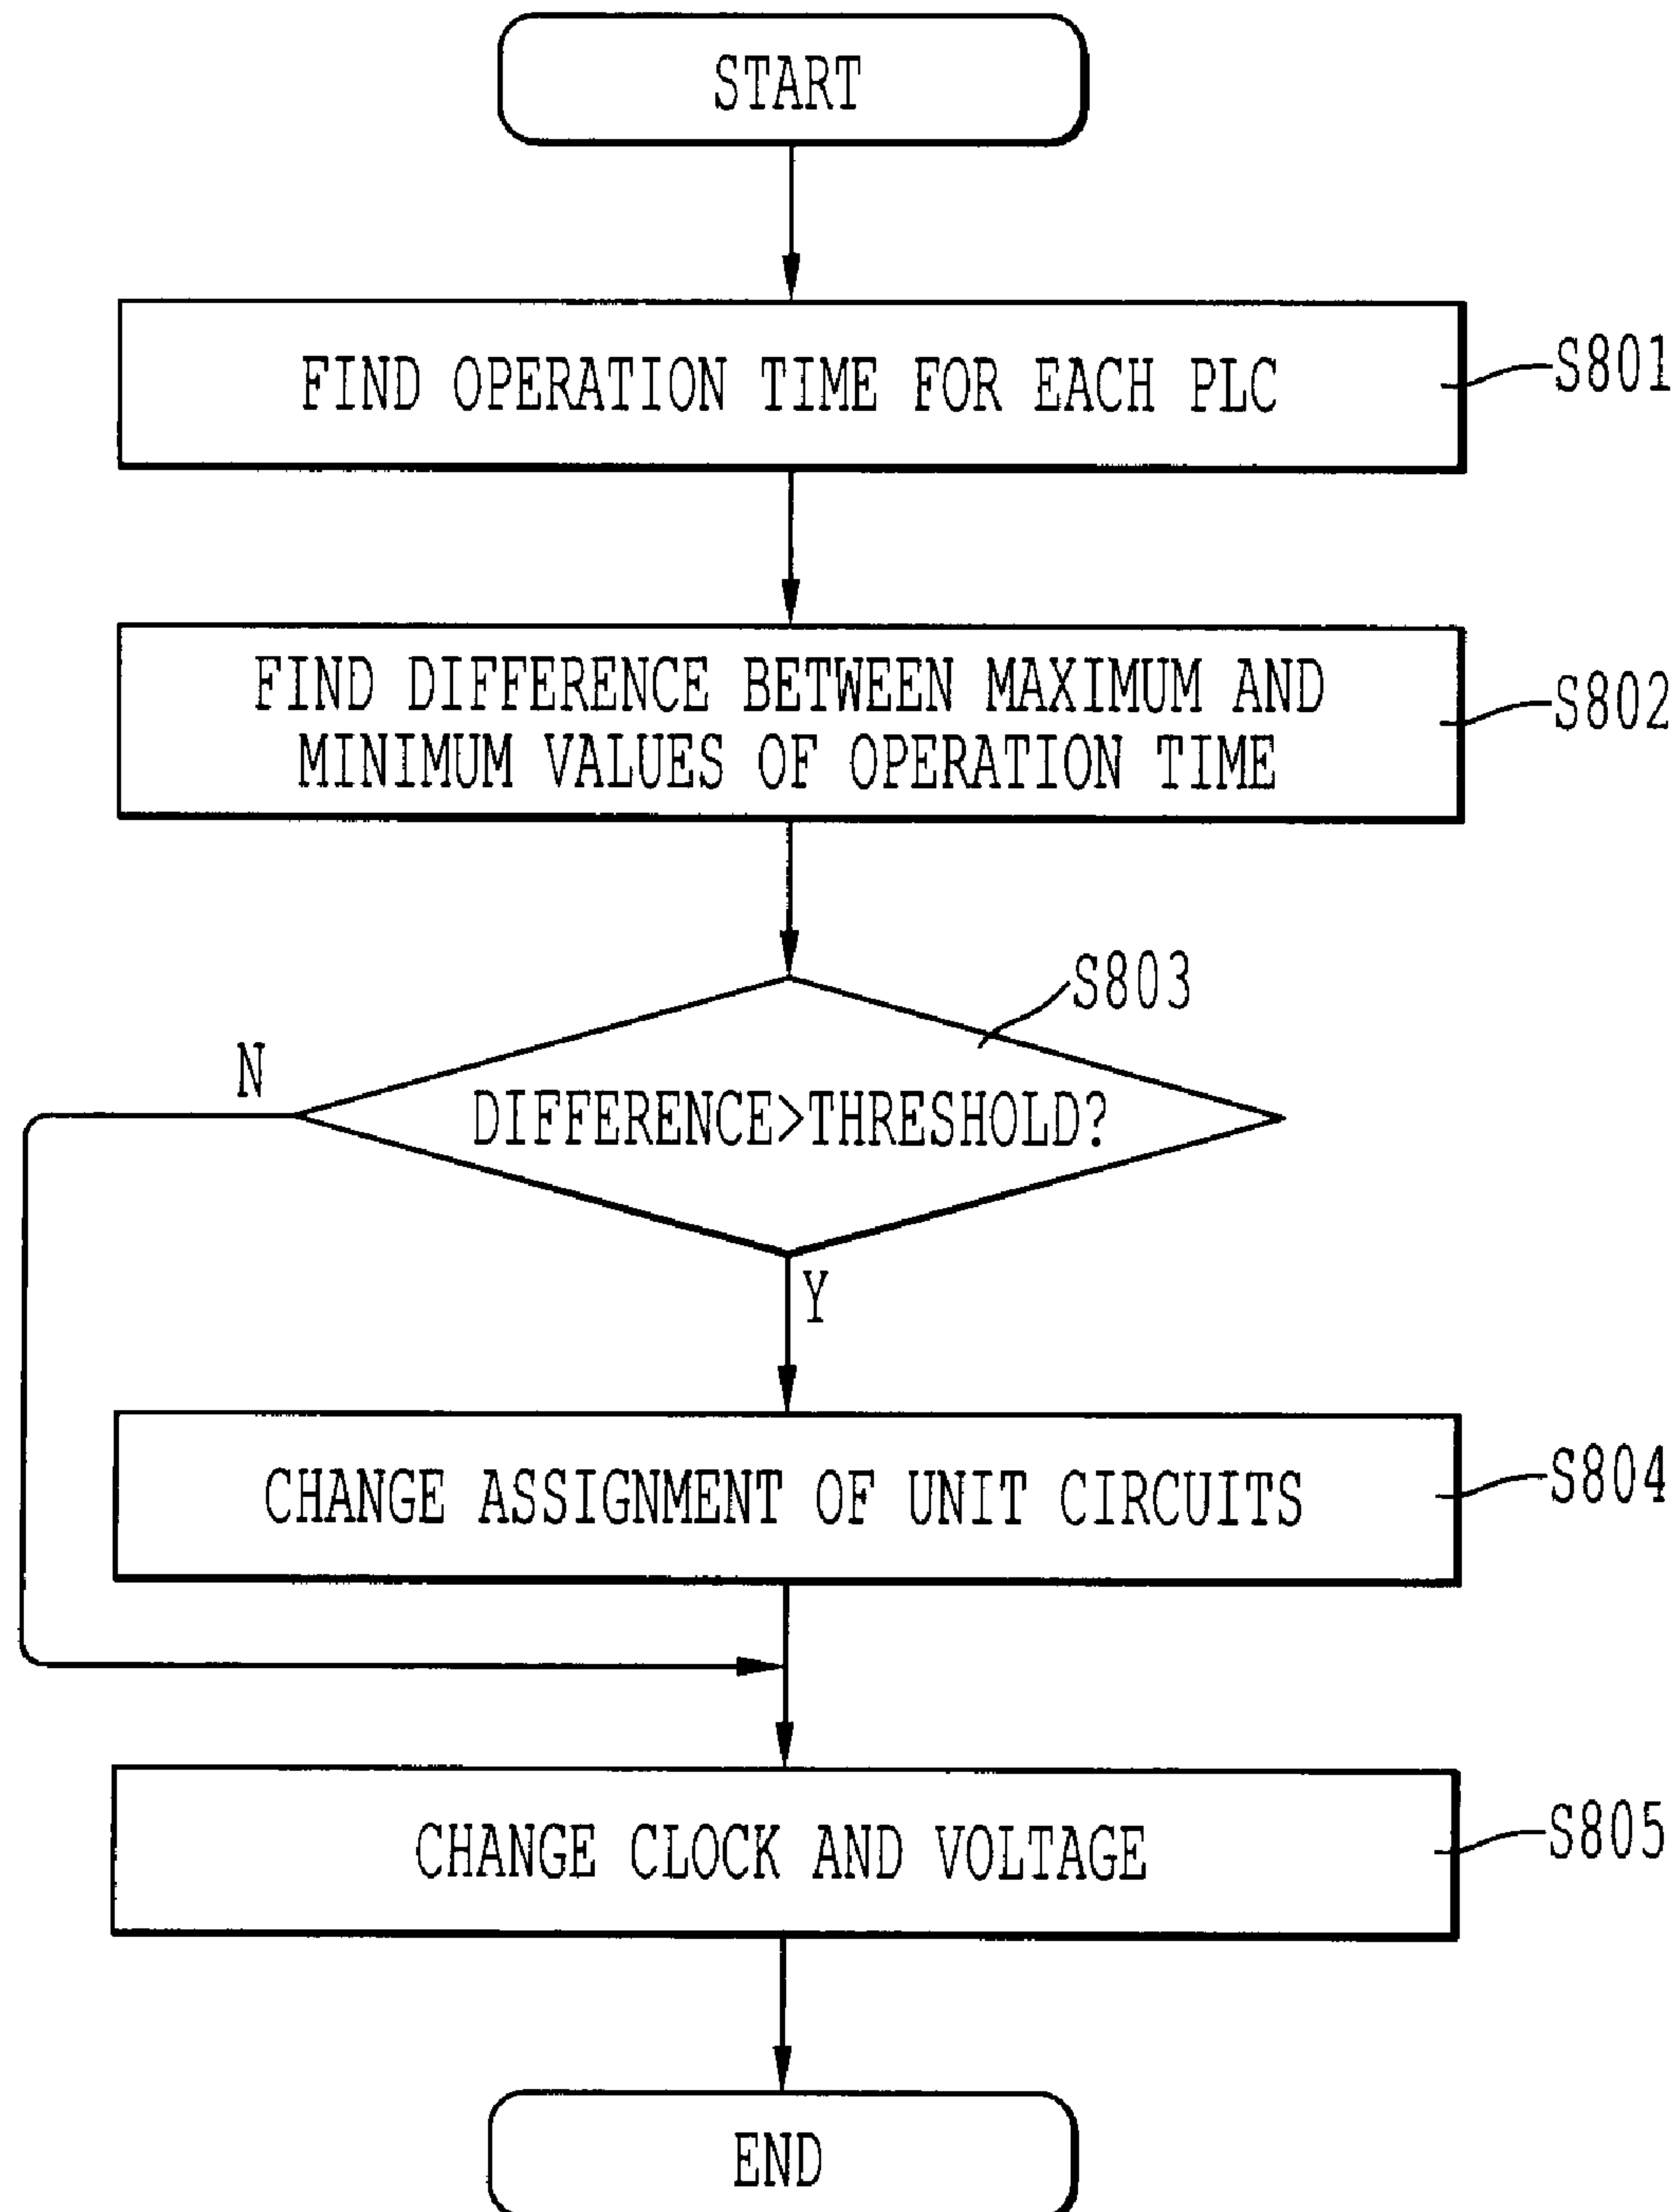 START
FIND OPERATION TIME FOR EACH PLC
S801
FIND DIFFERENCE BETWEEN MAXIMUM AND
MINIMUM VALUES OF OPERATION TIME
S802
S803
N
DIFFERENCE>THRESHOLD?
Y
CHANGE ASSIGNMENT OF UNIT CIRCUITS
S804
CHANGE CLOCK AND VOLTAGE
S805
END